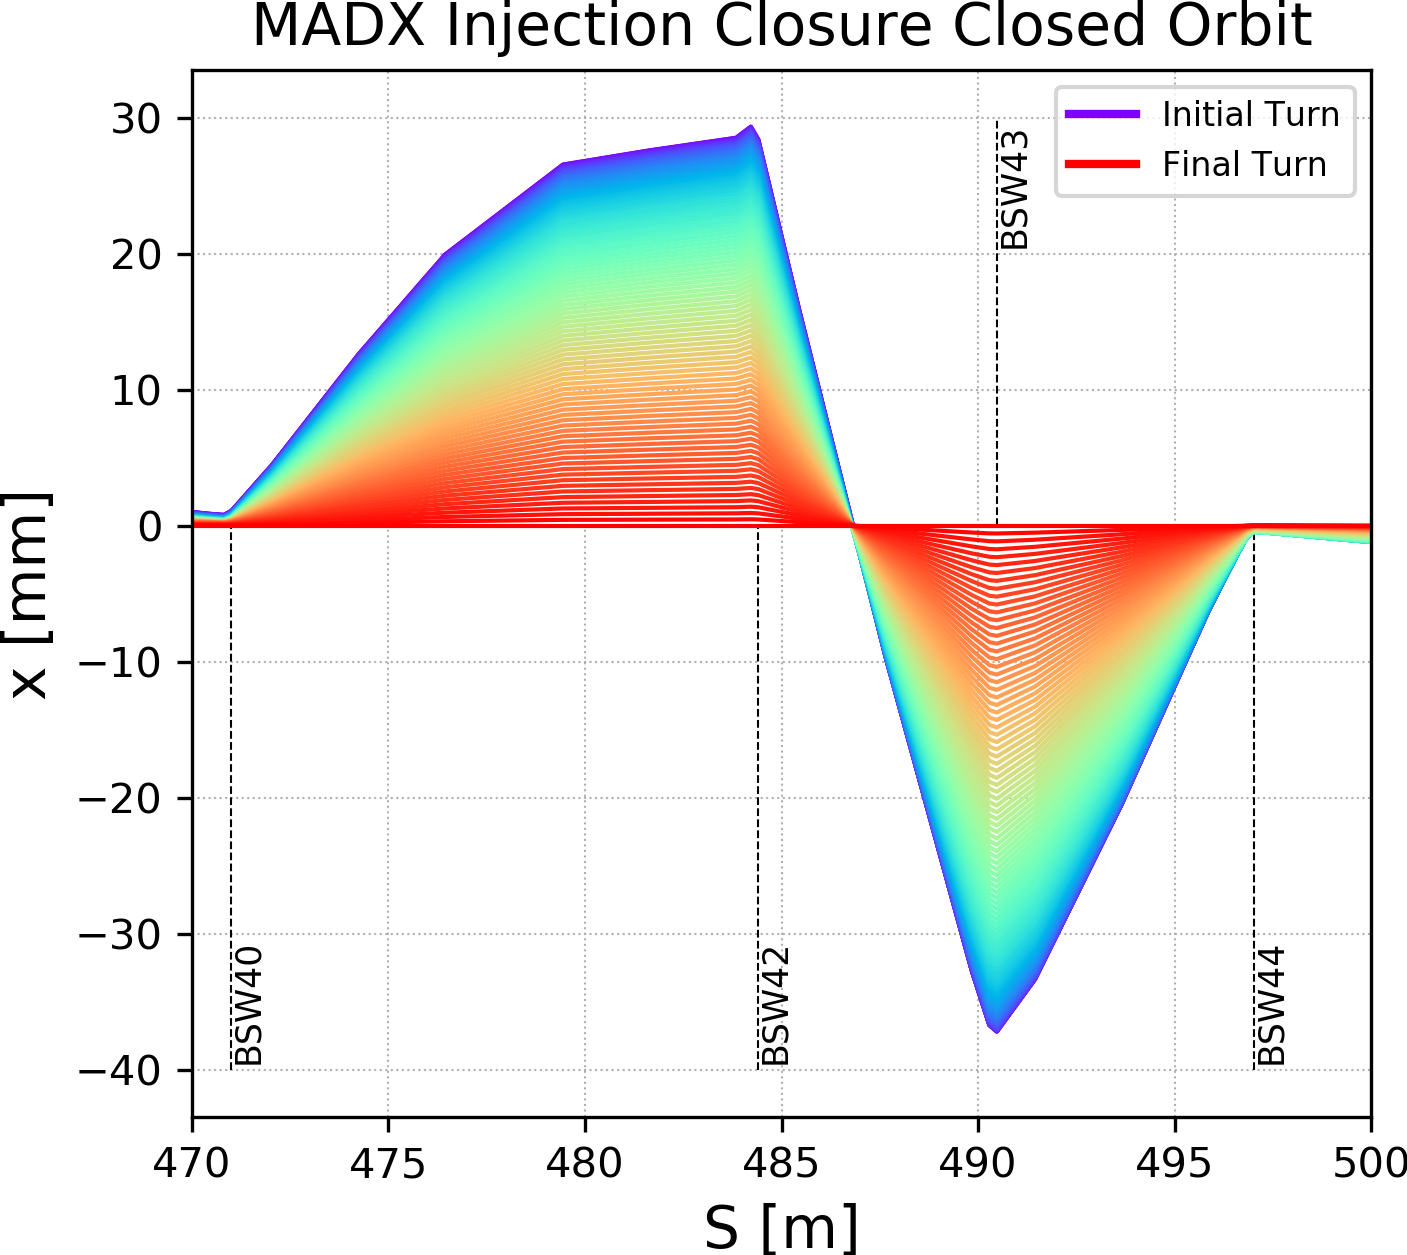 MADX Injection Closure Closed Orbit
Initial Turn
Final Turn
BSW43
30
20
10
0
−10
−20
−30
−40
x [mm]
BSW40
BSW42
BSW44
470 475 480 485 490 495 500
S [m]